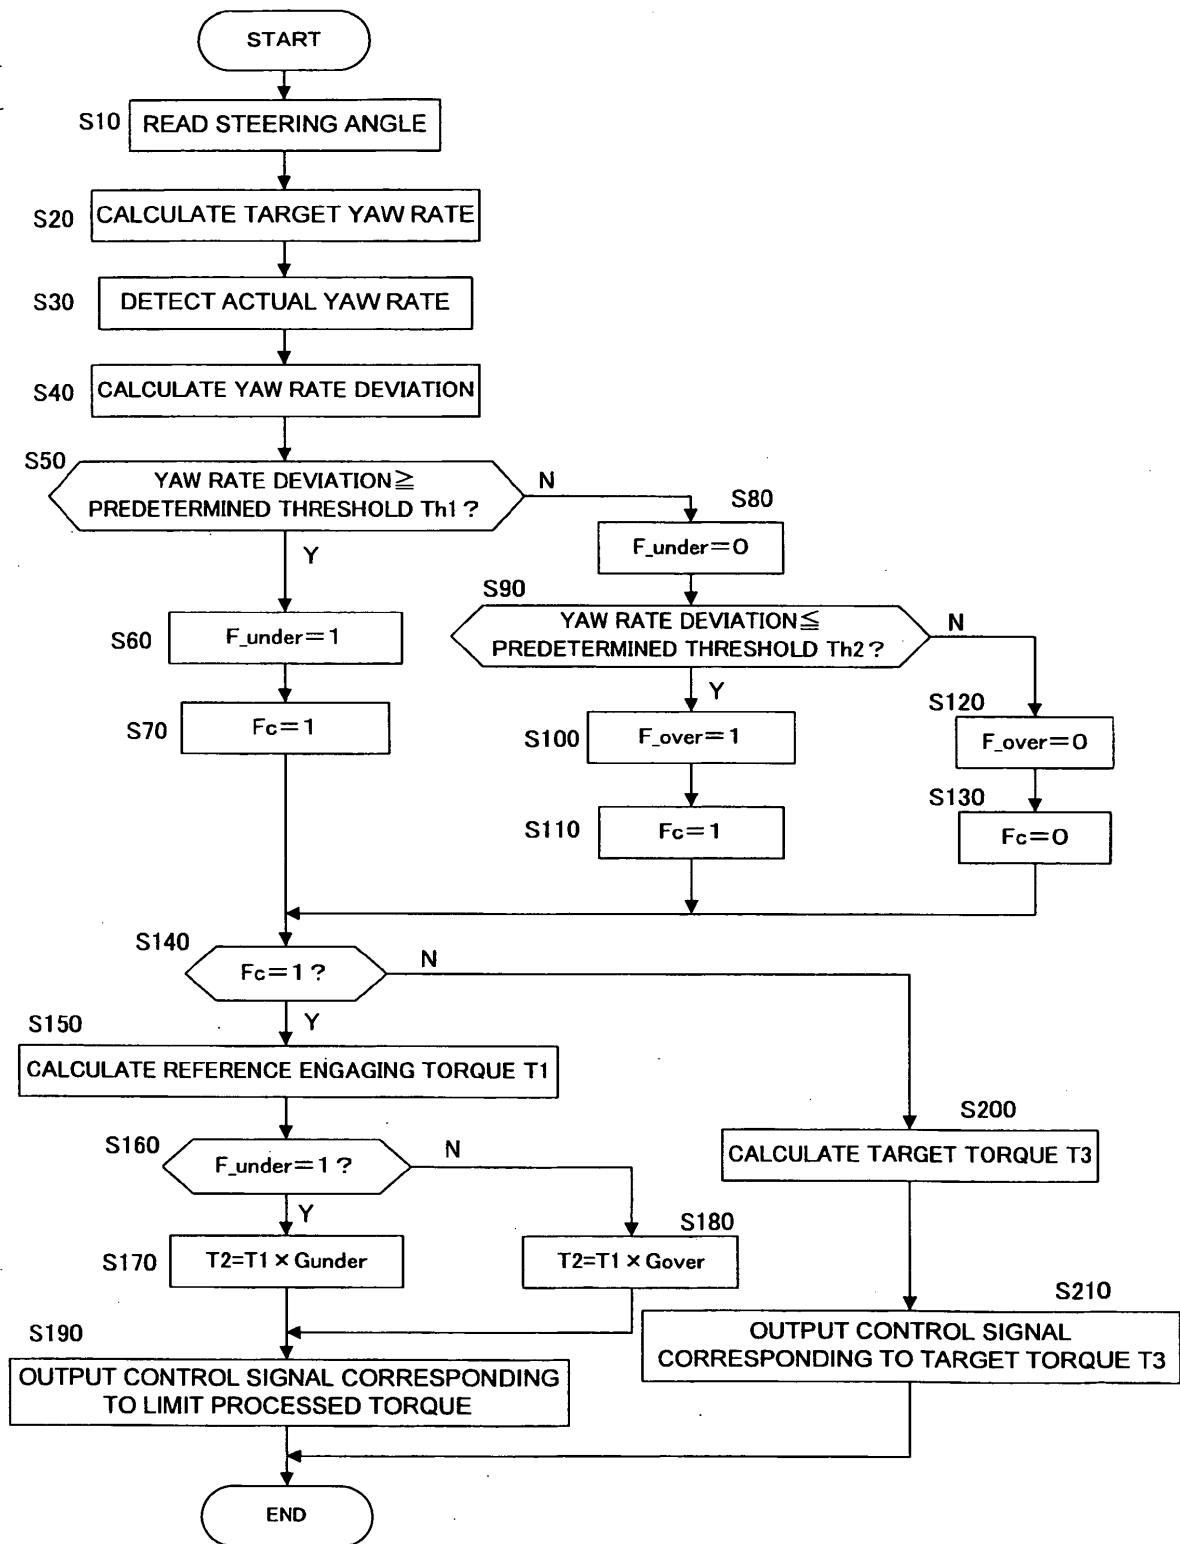 START
S10
READ STEERING ANGLE
S20
CALCULATE TARGET YAW RATE
S30
DETECT ACTUAL YAW RATE
S40
CALCULATE YAW RATE DEVIATION
S50
YAW RATE DEVIATION≧
PREDETERMINED THRESHOLD Th1?
N
Y
S80
F_under=0
S60
F_under=1
S90
YAW RATE DEVIATION≦
PREDETERMINED THRESHOLD Th2?
N
Y
S70
Fc=1
S100
F_over=1
S120
F_over=0
S110
Fc=1
S130
Fc=0
S140
Fc=1?
N
Y
S150
CALCULATE REFERENCE ENGAGING TORQUE T1
S160
F_under=1?
N
Y
S200
CALCULATE TARGET TORQUE T3
S170
T2=T1×Gunder
S180
T2=T1×Gover
S190
OUTPUT CONTROL SIGNAL CORRESPONDING
TO LIMIT PROCESSED TORQUE
S210
OUTPUT CONTROL SIGNAL
CORRESPONDING TO TARGET TORQUE T3
END